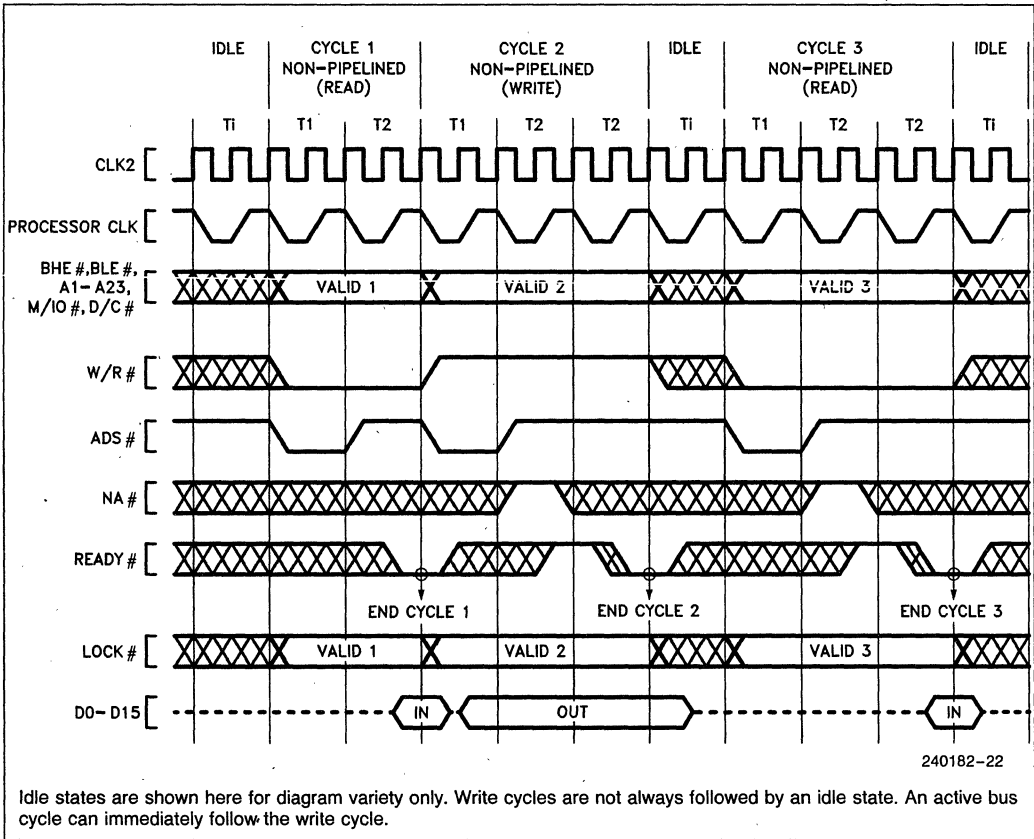 IDLE CYCLE 1 CYCLE 2 IDLE CYCLE 3 IDLE
NON-PIPELINED NON-PIPELINED NON-PIPELINED
(READ) (WRITE) (READ)
Ti T1 T2 T1 T2 T2 Ti T1 T2 T2 Ti
CLK2
PROCESSOR CLK
BHE #,BLE #,
A1-A23,
M/IO #,D/C #
VALID 1 VALID 2 VALID 3
W/R #
ADS #
NA #
READY #
END CYCLE 1 END CYCLE 2 END CYCLE 3
LOCK # VALID 1 VALID 2 VALID 3
D0-D15 IN OUT IN
240182-22
Idle states are shown here for diagram variety only. Write cycles are not always followed by an idle state. An active bus
cycle can immediately follow the write cycle.